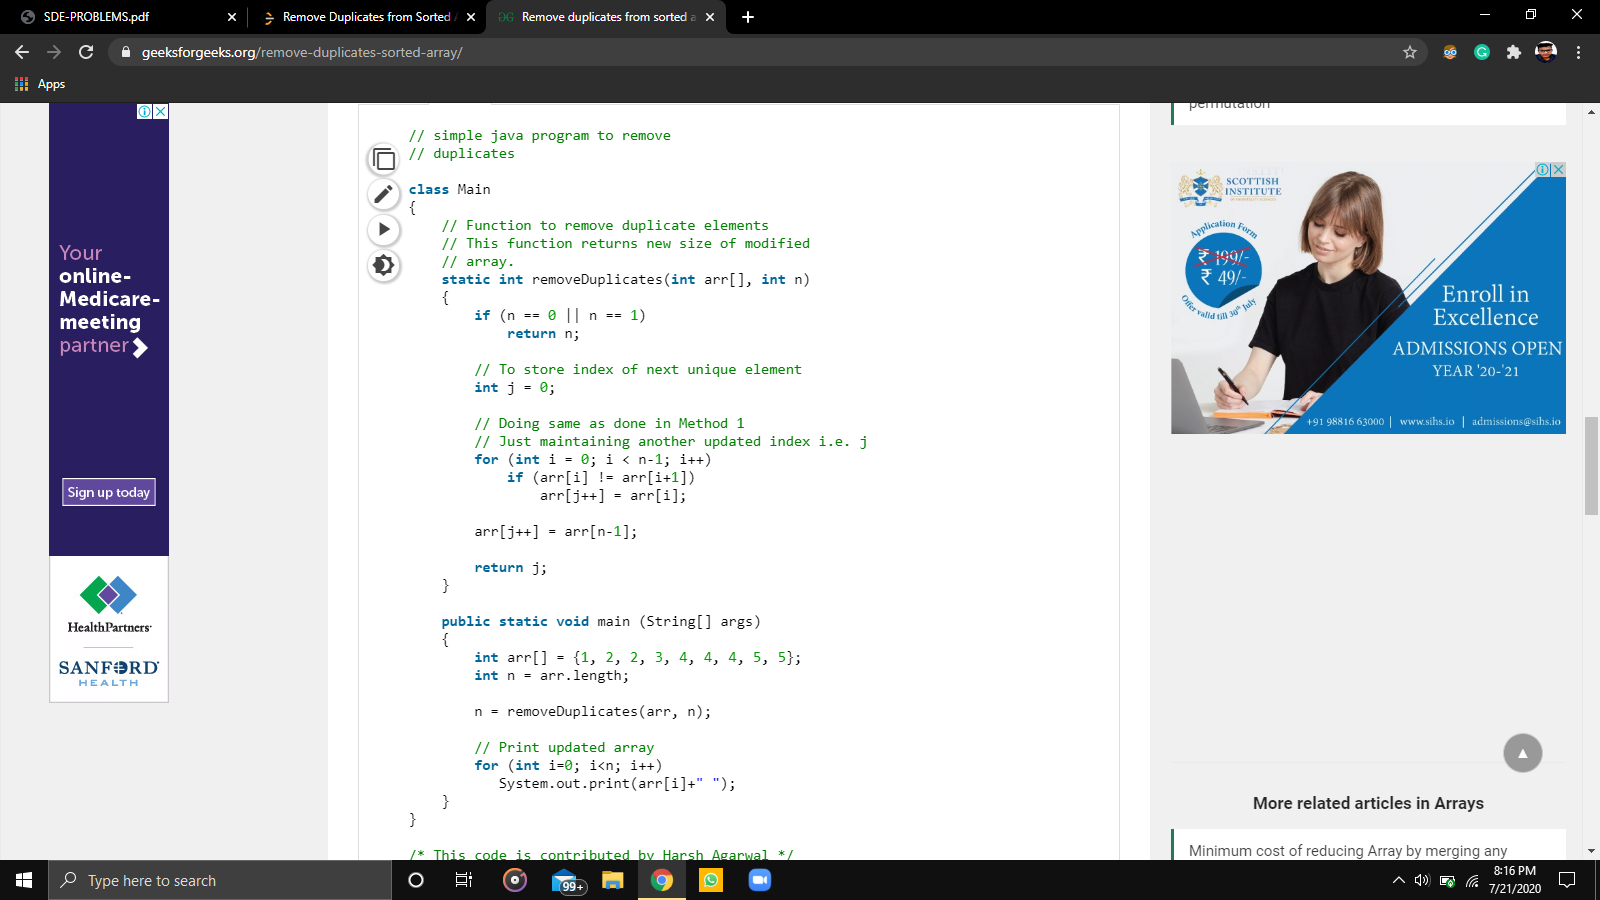 SDE-PROBLEMS.pdf
Remove Duplicates from Sorted A
Remove duplicates from sorted a
geeksforgeeks.org/remove-duplicates-sorted-array/
Apps
Your
online-
Medicare-
meeting
partner
Sign up today
HealthPartners
SANFORD
HEALTH
// simple java program to remove
// duplicates
class Main
{
// Function to remove duplicate elements
// This function returns new size of modified
// array.
static int removeDuplicates(int arr[], int n)
{
if (n == 0 || n == 1)
return n;
// To store index of next unique element
int j = 0;
// Doing same as done in Method 1
// Just maintaining another updated index i.e. j
for (int i = 0; i < n-1; i++)
if (arr[i] != arr[i+1])
arr[j++] = arr[i];
arr[j++] = arr[n-1];
return j;
}
public static void main (String[] args)
{
int arr[] = {1, 2, 2, 3, 4, 4, 4, 5, 5};
int n = arr.length;
n = removeDuplicates(arr, n);
// Print updated array
for (int i=0; i<n; i++)
System.out.print(arr[i]+" ");
}
}
/* This code is contributed by Harsh Agarwal */
permutation
SCOTTISH
INSTITUTE
Application Form
₹ 199/-
₹ 49/-
Offer valid till 30th July
Enroll in
Excellence
ADMISSIONS OPEN
YEAR '20-'21
+91 98816 63000 | www.sihs.io | admissions@sihs.io
More related articles in Arrays
Minimum cost of reducing Array by merging any
Type here to search
99+
8:16 PM
7/21/2020